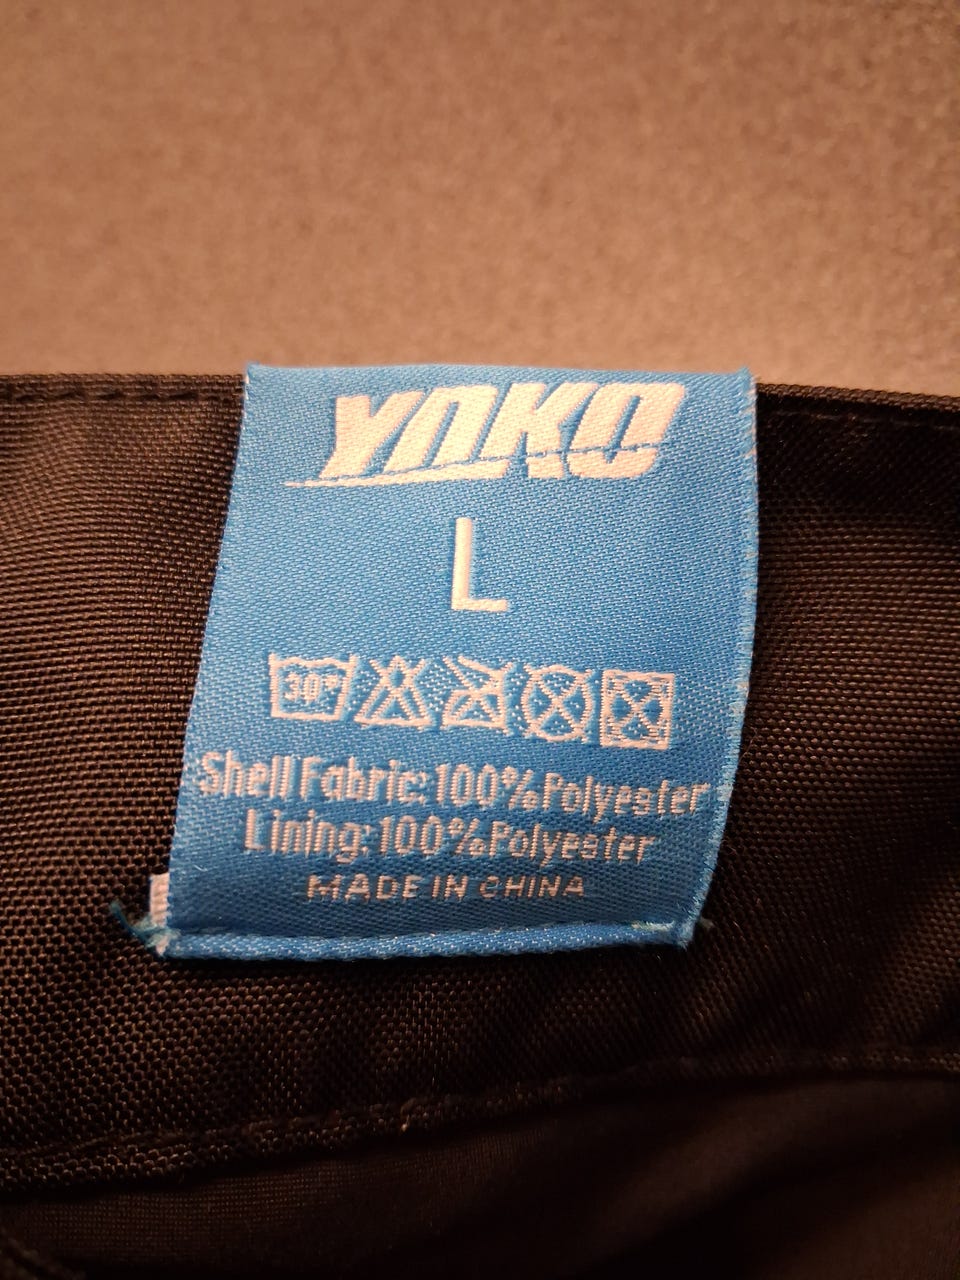 YNKO
L
30°
Shell Fabric:100%Polyester
Lining:100%Polyester
MADE IN CHINA